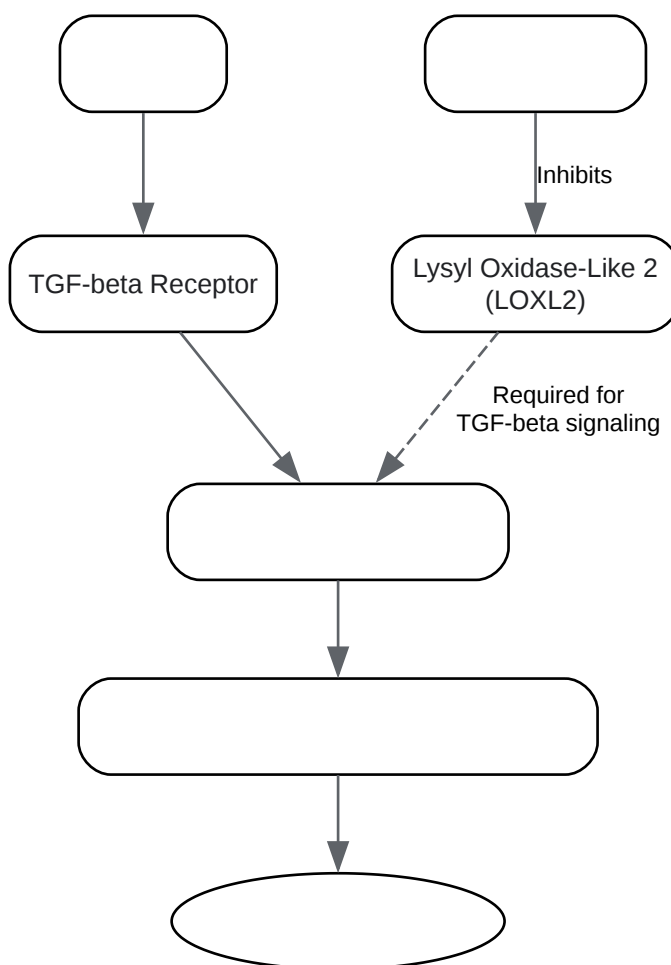 Inhibits
TGF-beta Receptor
Lysyl Oxidase-Like 2
(LOXL2)
Required for
TGF-beta signaling